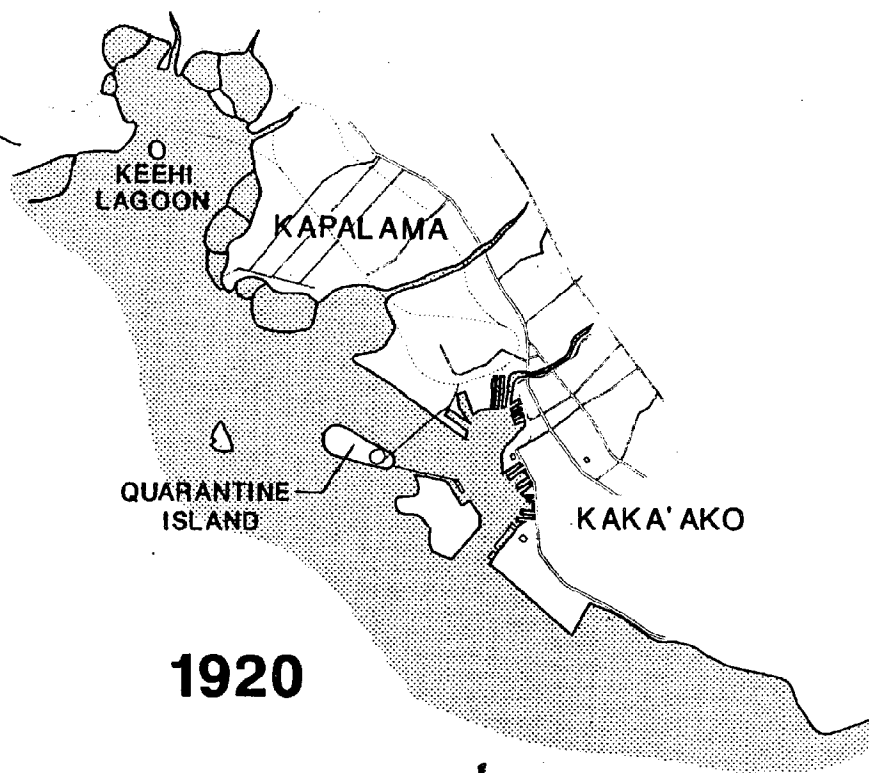 KEEHI
LAGOON
KAPALAMA
QUARANTINE
ISLAND
KAKA'AKO
1920